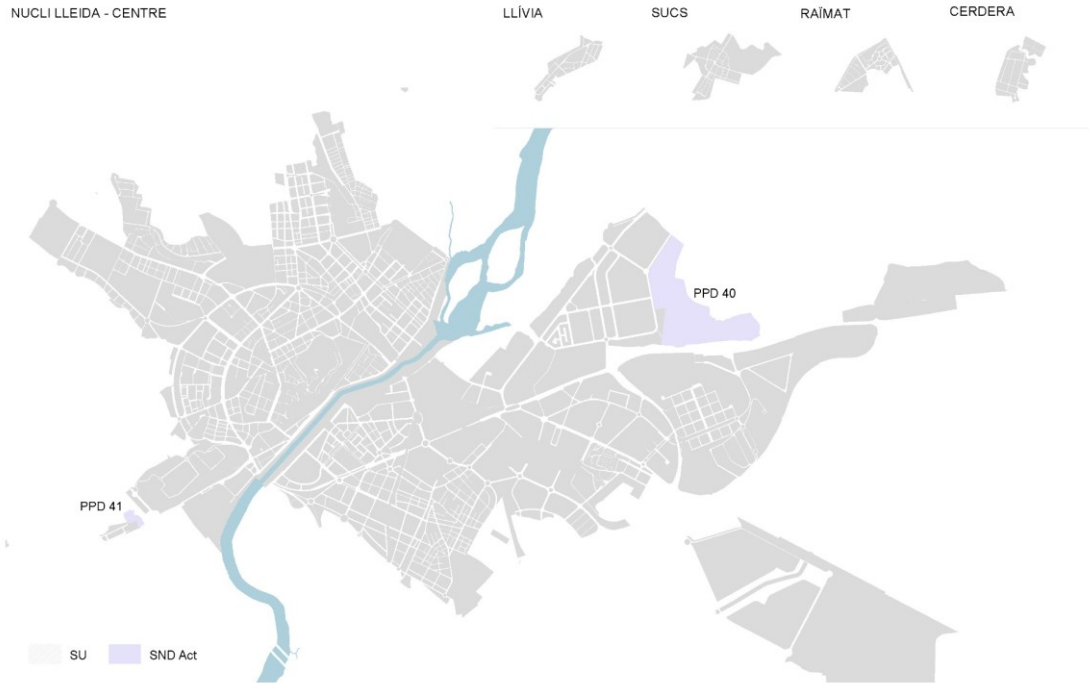 NUCLI LLEIDA - CENTRE
LLÍVIA
SUCS
RAÏMAT
CERDERA
PPD 40
PPD 41
SU
SND Act